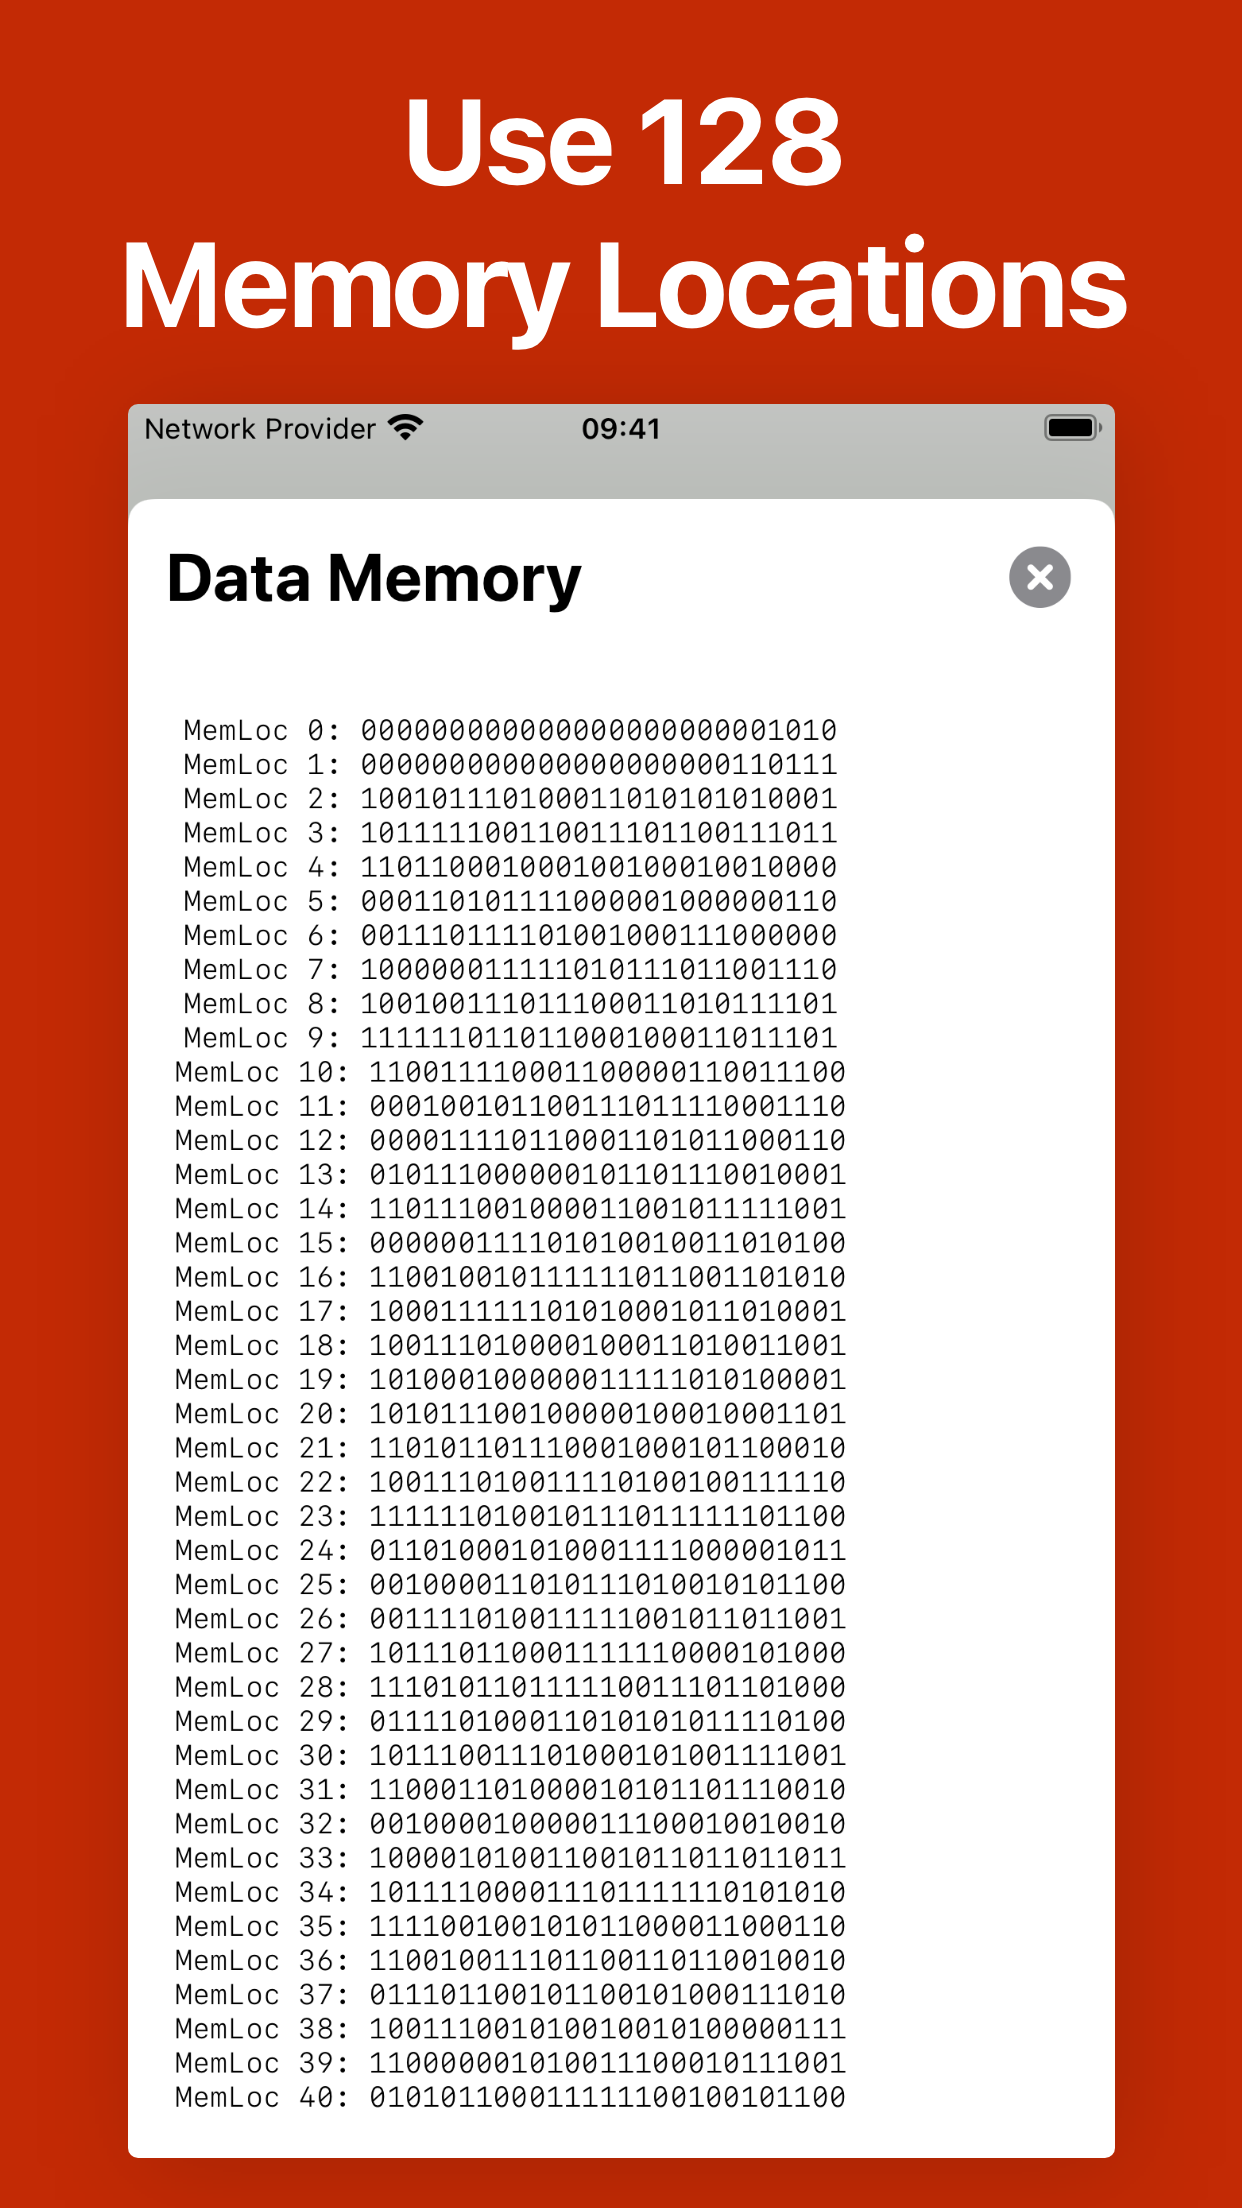 Use 128
Memory Locations
Network Provider 09:41
Data Memory
MemLoc 0: 000000000000000000000001010
MemLoc 1: 000000000000000000000110111
MemLoc 2: 100101110100011010101010001
MemLoc 3: 101111100110011101100111011
MemLoc 4: 110110001000100100010010000
MemLoc 5: 000110101111000001000000110
MemLoc 6: 001110111101001000111000000
MemLoc 7: 100000011111010111011001110
MemLoc 8: 100100111011100011010111101
MemLoc 9: 111111011011000100011011101
MemLoc 10: 110011110001100000110011100
MemLoc 11: 000100101100111011110001110
MemLoc 12: 000011110110001101011000110
MemLoc 13: 010111000000101101110010001
MemLoc 14: 110111001000011001011111001
MemLoc 15: 000000111101010010011010100
MemLoc 16: 110010010111111011001101010
MemLoc 17: 100011111101010001011010001
MemLoc 18: 100111010000100011010011001
MemLoc 19: 101000100000011111010100001
MemLoc 20: 101011100100000100010001101
MemLoc 21: 110101101110001000101100010
MemLoc 22: 100111010011110100100111110
MemLoc 23: 111111010010111011111101100
MemLoc 24: 011010001010001111000001011
MemLoc 25: 001000011010111010010101100
MemLoc 26: 001111010011111001011011001
MemLoc 27: 101110110001111110000101000
MemLoc 28: 111010110111110011101101000
MemLoc 29: 011110100011010101011110100
MemLoc 30: 101110011101000101001111001
MemLoc 31: 110001101000010101101110010
MemLoc 32: 001000010000011100010010010
MemLoc 33: 100001010011001011011011011
MemLoc 34: 101111000011101111110101010
MemLoc 35: 111100100101011000011000110
MemLoc 36: 110010011101100110110010010
MemLoc 37: 011101100101100101000111010
MemLoc 38: 100111001010010010100000111
MemLoc 39: 110000001010011100010111001
MemLoc 40: 010101100011111100100101100